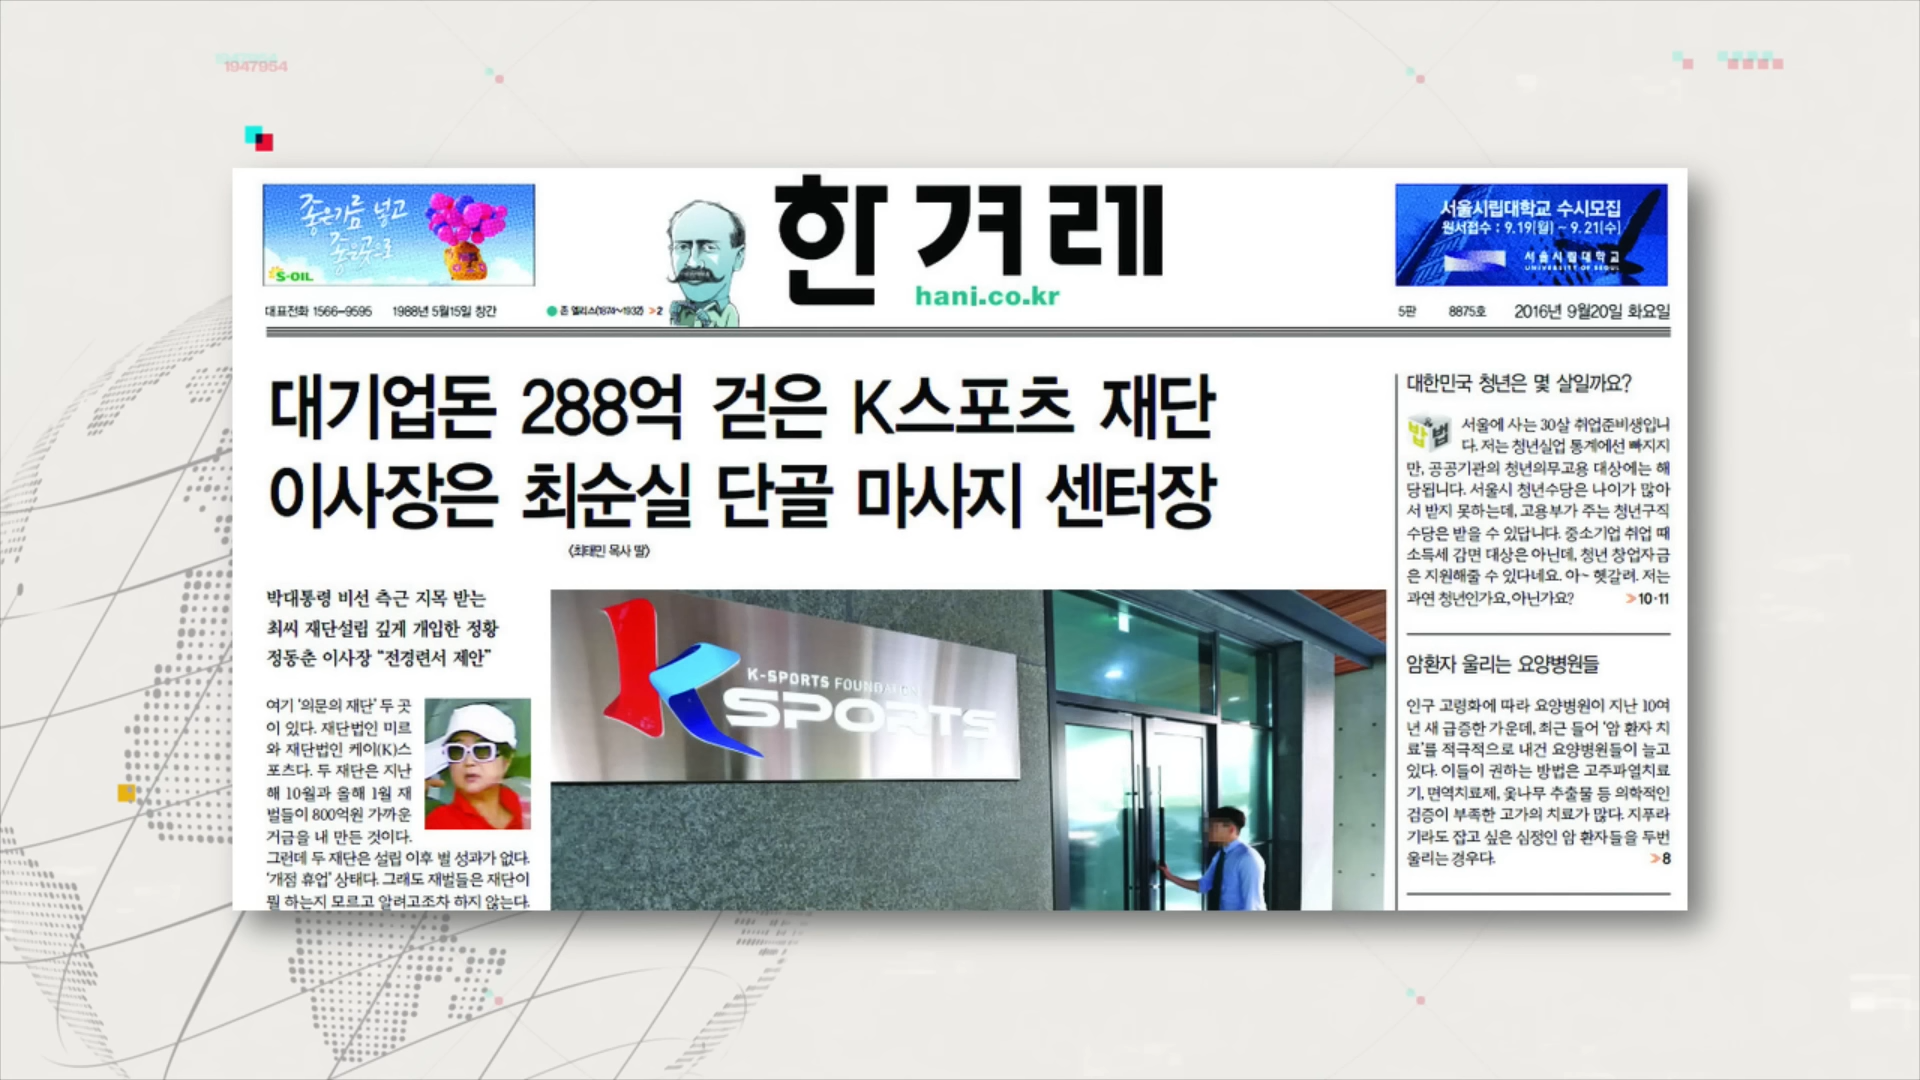 1947954
좋은기름 넣고
좋은곳으로
S-OIL
한겨레
hani.co.kr
서울시립대학교 수시모집
원서접수 : 9.19(월) ~ 9.21(수)
서울시립대학교
UNIVERSITY OF SEOUL
대표전화 1566-9595 1988년 5월15일 창간
존 엘리스(1874~1932) 2
5판 8875호 2016년 9월20일 화요일
대기업돈 288억 걷은 K스포츠 재단
이사장은 최순실 단골 마사지 센터장
〈최태민 목사 딸〉
박대통령 비선 측근 지목 받는
최씨 재단설립 깊게 개입한 정황
정동춘 이사장 “전경련서 제안”
여기 ‘의문의 재단’ 두 곳
이 있다. 재단법인 미르
와 재단법인 케이(K)스
포츠다. 두 재단은 지난
해 10월과 올해 1월 재
벌들이 800억원 가까운
거금을 내 만든 것이다.
그런데 두 재단은 설립 이후 별 성과가 없다.
‘개점 휴업’ 상태다. 그래도 재벌들은 재단이
뭘 하는지 모르고 알려고조차 하지 않는다.
K-SPORTS FOUNDATION
K SPORTS
대한민국 청년은 몇 살일까요?
밥&법
서울에 사는 30살 취업준비생입니
다. 저는 청년실업 통계에선 빠지지
만, 공공기관의 청년의무고용 대상에는 해
당됩니다. 서울시 청년수당은 나이가 많아
서 받지 못하는데, 고용부가 주는 청년구직
수당은 받을 수 있답니다. 중소기업 취업 때
소득세 감면 대상은 아닌데, 청년 창업자금
은 지원해줄 수 있다네요. 아~ 헷갈려. 저는
과연 청년인가요, 아닌가요? 10·11
암환자 울리는 요양병원들
인구 고령화에 따라 요양병원이 지난 10여
년 새 급증한 가운데, 최근 들어 ‘암 환자 치
료’를 적극적으로 내건 요양병원들이 늘고
있다. 이들이 권하는 방법은 고주파열치료
기, 면역치료제, 옻나무 추출물 등 의학적인
검증이 부족한 고가의 치료가 많다. 지푸라
기라도 잡고 싶은 심정인 암 환자들을 두번
울리는 경우다. 8